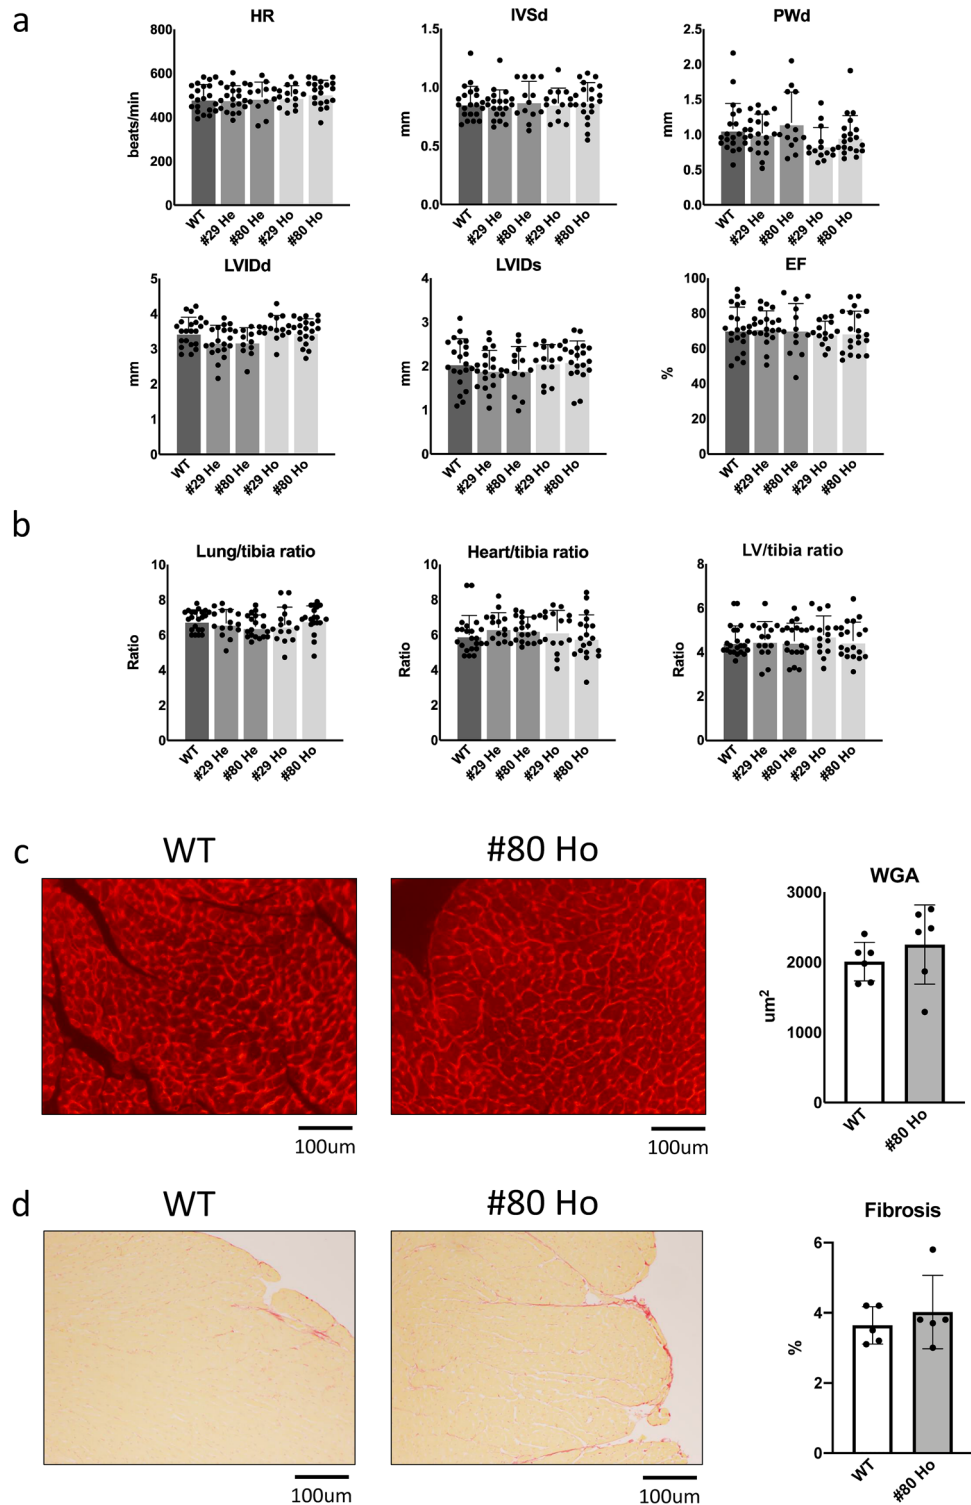 a
HR
beats/min
800
600
400
200
0
WT
#29 He
#80 He
#29 Ho
#80 Ho
IVSd
mm
1.5
1.0
0.5
0.0
WT
#29 He
#80 He
#29 Ho
#80 Ho
PWd
mm
2.5
2.0
1.5
1.0
0.5
0.0
WT
#29 He
#80 He
#29 Ho
#80 Ho
LVIDd
mm
5
4
3
2
1
0
WT
#29 He
#80 He
#29 Ho
#80 Ho
LVIDs
mm
4
3
2
1
0
WT
#29 He
#80 He
#29 Ho
#80 Ho
EF
%
100
80
60
40
20
0
WT
#29 He
#80 He
#29 Ho
#80 Ho
b
Lung/tibia ratio
Ratio
10
8
6
4
2
0
WT
#29 He
#80 He
#29 Ho
#80 Ho
Heart/tibia ratio
Ratio
10
8
6
4
2
0
WT
#29 He
#80 He
#29 Ho
#80 Ho
LV/tibia ratio
Ratio
8
6
4
2
0
WT
#29 He
#80 He
#29 Ho
#80 Ho
c
WT
#80 Ho
100um
100um
WGA
um2
3000
2000
1000
0
WT
#80 Ho
d
WT
#80 Ho
100um
100um
Fibrosis
%
6
4
2
0
WT
#80 Ho